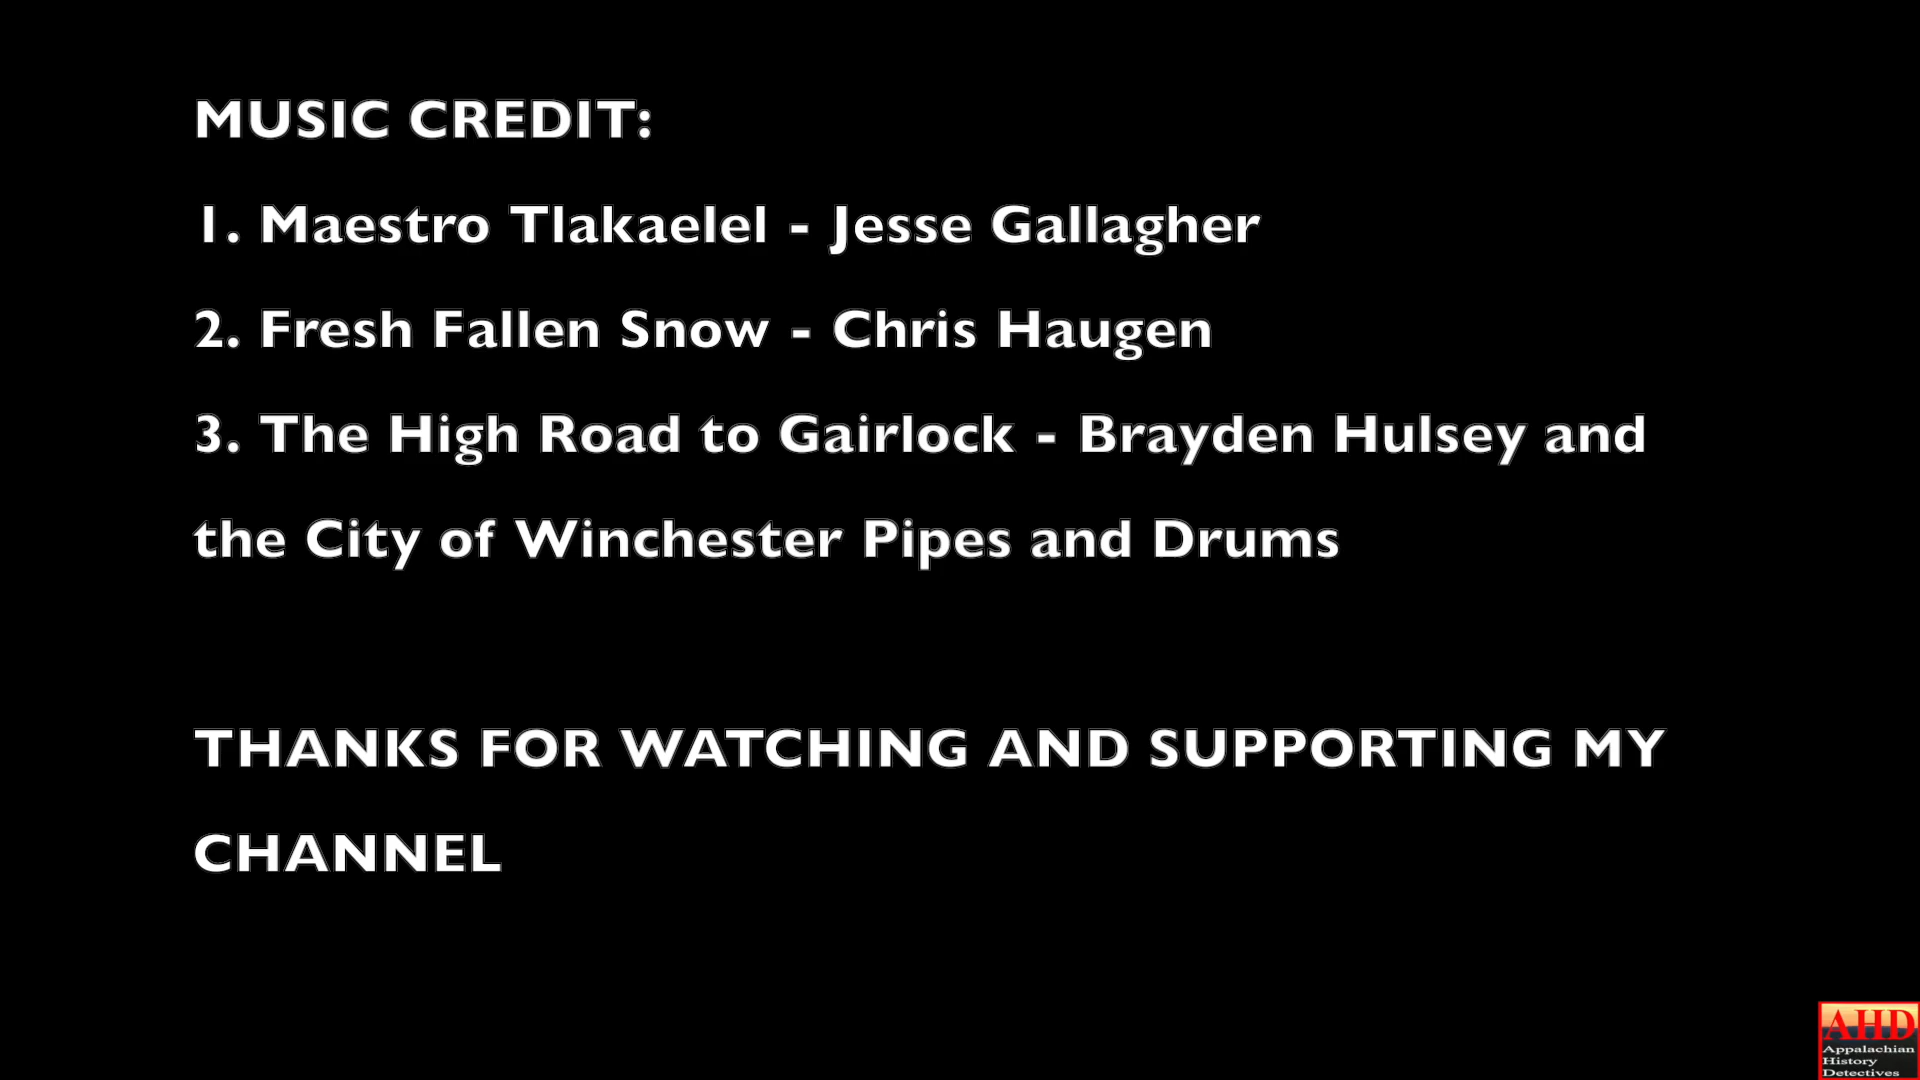 MUSIC CREDIT:
1. Maestro Tlakaelel - Jesse Gallagher
2. Fresh Fallen Snow - Chris Haugen
3. The High Road to Gairlock - Brayden Hulsey and
the City of Winchester Pipes and Drums
THANKS FOR WATCHING AND SUPPORTING MY
CHANNEL
AHD
Appalachian
History
Detectives